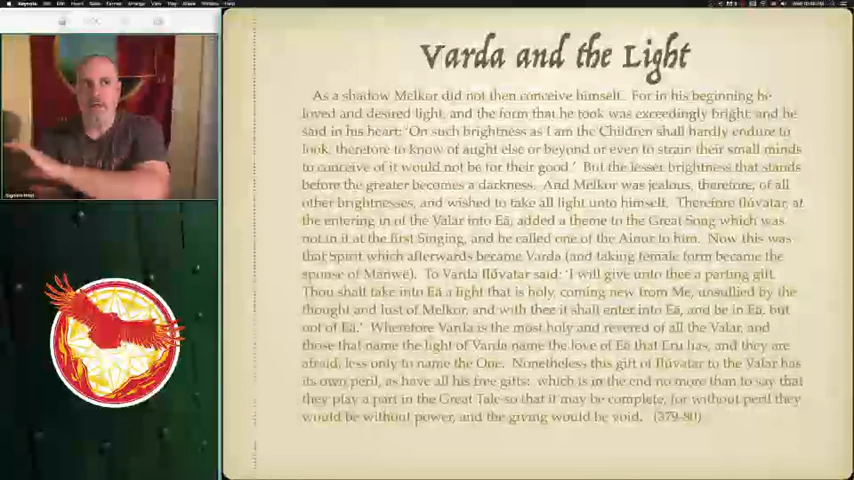 Varda and the Light
As a shadow Melkor did not then conceive himself. For in his beginning he
loved and desired light, and the form that he took was exceedingly bright; and he
said in his heart: 'On such brightness as I am the Children shall hardly endure to
look; therefore to know of aught else or beyond or even to strain their small minds
to conceive of it would not be for their good.' But the lesser brightness that stands
before the greater becomes a darkness. And Melkor was jealous, therefore, of all
other brightnesses, and wished to take all light unto himself. Therefore Ilúvatar, at
the entering in of the Valar into Eä, added a theme to the Great Song which was
not in it at the first Singing, and he called one of the Ainur to him. Now this was
that Spirit which afterwards became Varda (and taking female form became the
spouse of Manwë). To Varda Ilúvatar said: 'I will give unto thee a parting gift.
Thou shalt take into Eä a light that is holy, coming new from Me, unsullied by the
thought and lust of Melkor, and with thee it shall enter into Eä, and be in Eä, but
not of Eä.' Wherefore Varda is the most holy and revered of all the Valar, and
those that name the light of Varda name the love of Eä that Eru has, and they are
afraid, less only to name the One. Nonetheless this gift of Ilúvatar to the Valar has
its own peril, as have all his free gifts: which is in the end no more than to say that
they play a part in the Great Tale so that it may be complete; for without peril they
would be without power, and the giving would be void. (379-80)